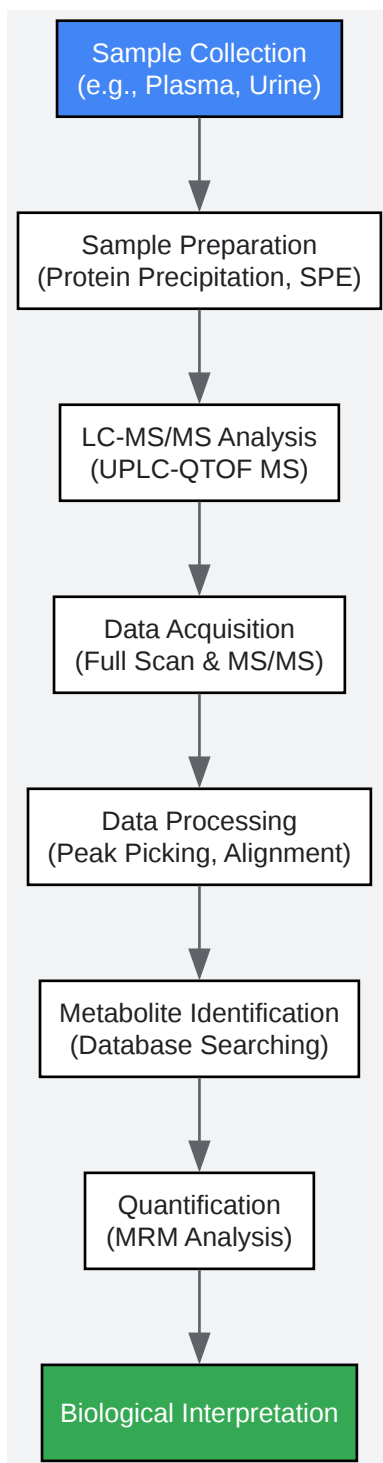 Sample Collection
(e.g., Plasma, Urine)
Sample Preparation
(Protein Precipitation, SPE)
LC-MS/MS Analysis
(UPLC-QTOF MS)
Data Acquisition
(Full Scan & MS/MS)
Data Processing
(Peak Picking, Alignment)
Metabolite Identification
(Database Searching)
Quantification
(MRM Analysis)
Biological Interpretation